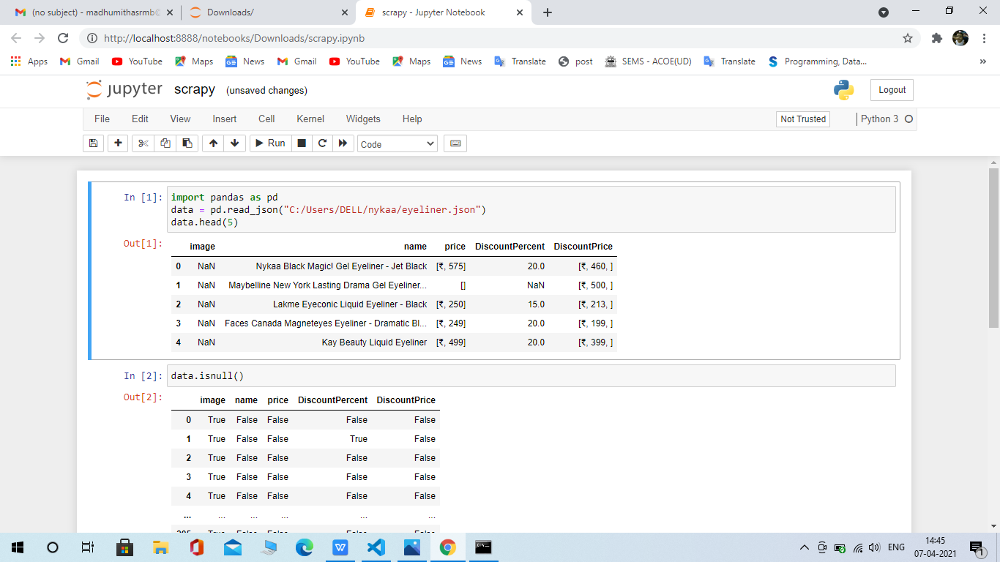 (no subject) - madhumithasrmb@
Downloads/
scrapy - Jupyter Notebook
http://localhost:8888/notebooks/Downloads/scrapy.ipynb
Apps Gmail YouTube Maps News Gmail YouTube Maps News Translate post SEMS - ACOE(UD) Translate Programming, Data... »
jupyter scrapy (unsaved changes) Logout
File Edit View Insert Cell Kernel Widgets Help Not Trusted Python 3
Run Code
In [1]: import pandas as pd
data = pd.read_json("C:/Users/DELL/nykaa/eyeliner.json")
data.head(5)
Out[1]:
image name price DiscountPercent DiscountPrice
0 NaN Nykaa Black Magic! Gel Eyeliner - Jet Black [₹, 575] 20.0 [₹, 460, ]
1 NaN Maybelline New York Lasting Drama Gel Eyeliner... [] NaN [₹, 500, ]
2 NaN Lakme Eyeconic Liquid Eyeliner - Black [₹, 250] 15.0 [₹, 213, ]
3 NaN Faces Canada Magneteyes Eyeliner - Dramatic Bl... [₹, 249] 20.0 [₹, 199, ]
4 NaN Kay Beauty Liquid Eyeliner [₹, 499] 20.0 [₹, 399, ]
In [2]: data.isnull()
Out[2]:
image name price DiscountPercent DiscountPrice
0 True False False False False
1 True False False True False
2 True False False False False
3 True False False False False
4 True False False False False
... ... ... ... ... ...
True False False False False
ENG 14:45
07-04-2021
1